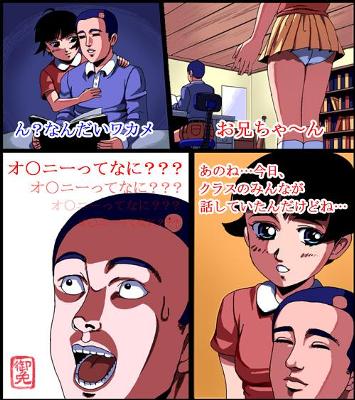 お兄ちゃ〜ん
ん?なんだいワカメ
あのね…今日、
クラスのみんなが
話していたんだけどね…
オ○ニーってなに???
オ○ニーってなに???
オ○ニーってなに???
御免